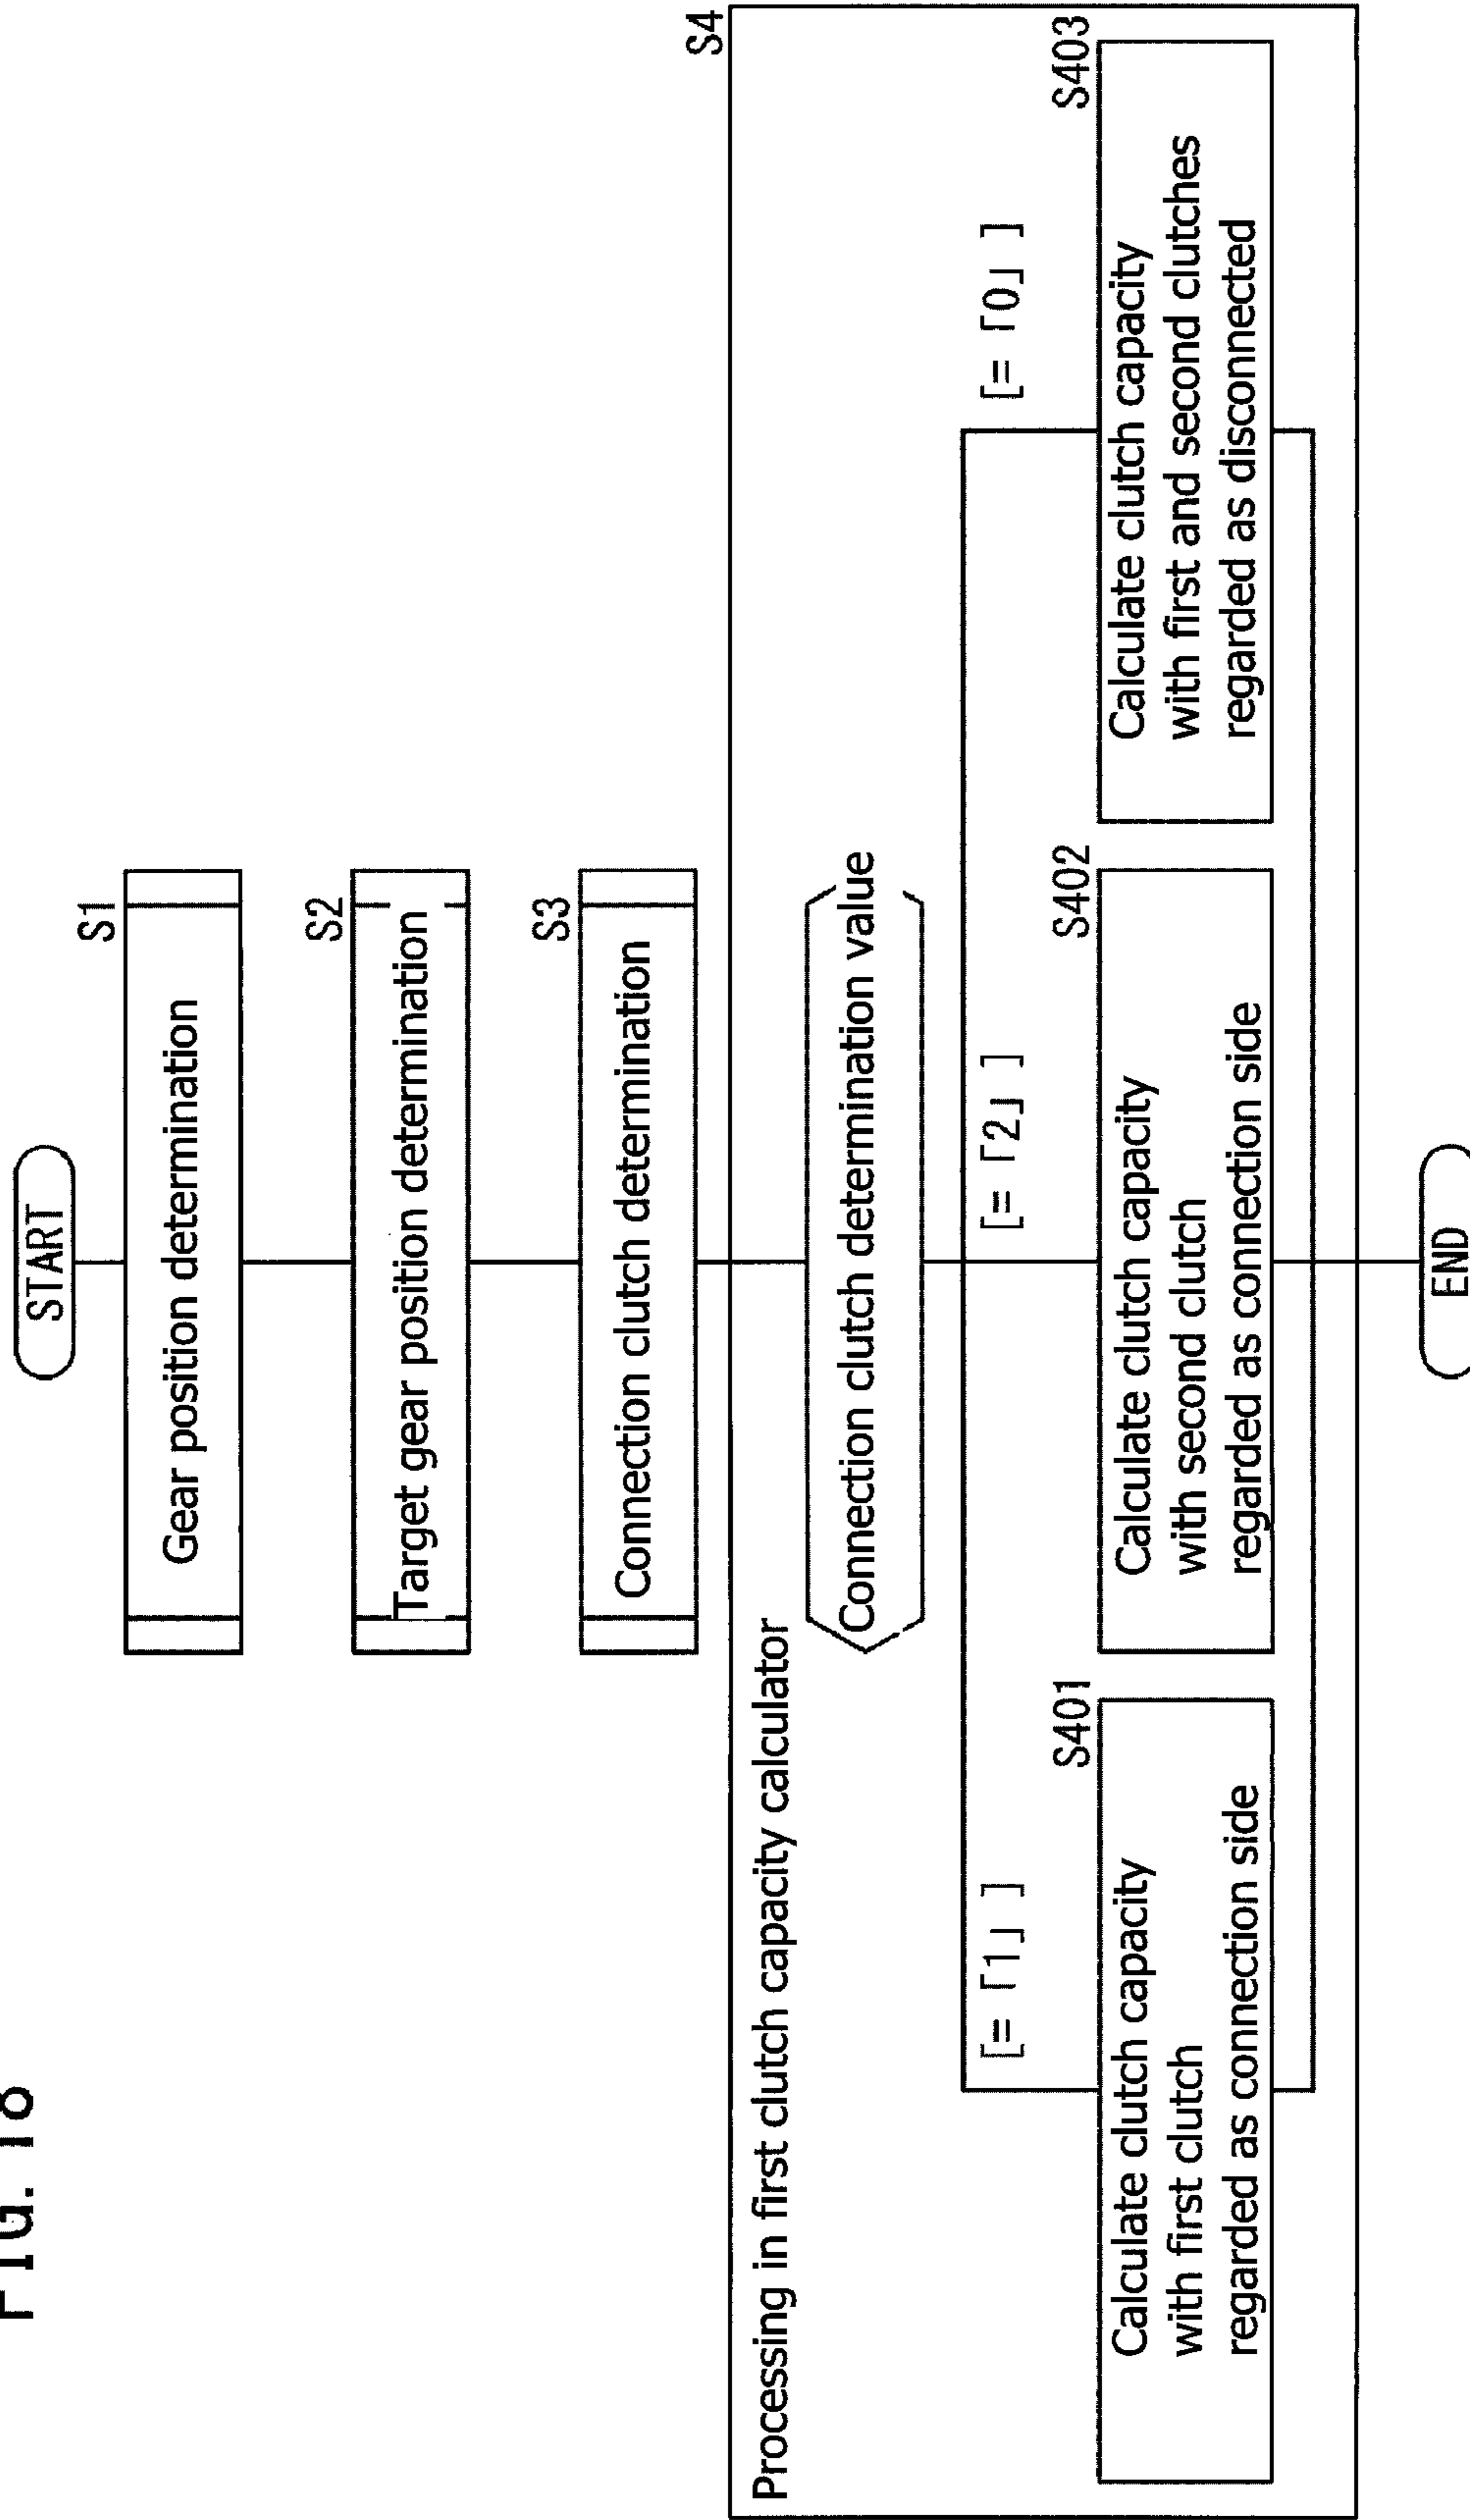 FIG. 18
START
S1
Gear position determination
S2
Target gear position determination
S3
Connection clutch determination
S4
Processing in first clutch capacity calculator
Connection clutch determination value
[= 「1」 ]
[= 「2」 ]
[= 「0」 ]
S401
Calculate clutch capacity
with first clutch
regarded as connection side
S402
Calculate clutch capacity
with second clutch
regarded as connection side
S403
Calculate clutch capacity
with first and second clutches
regarded as disconnected
END